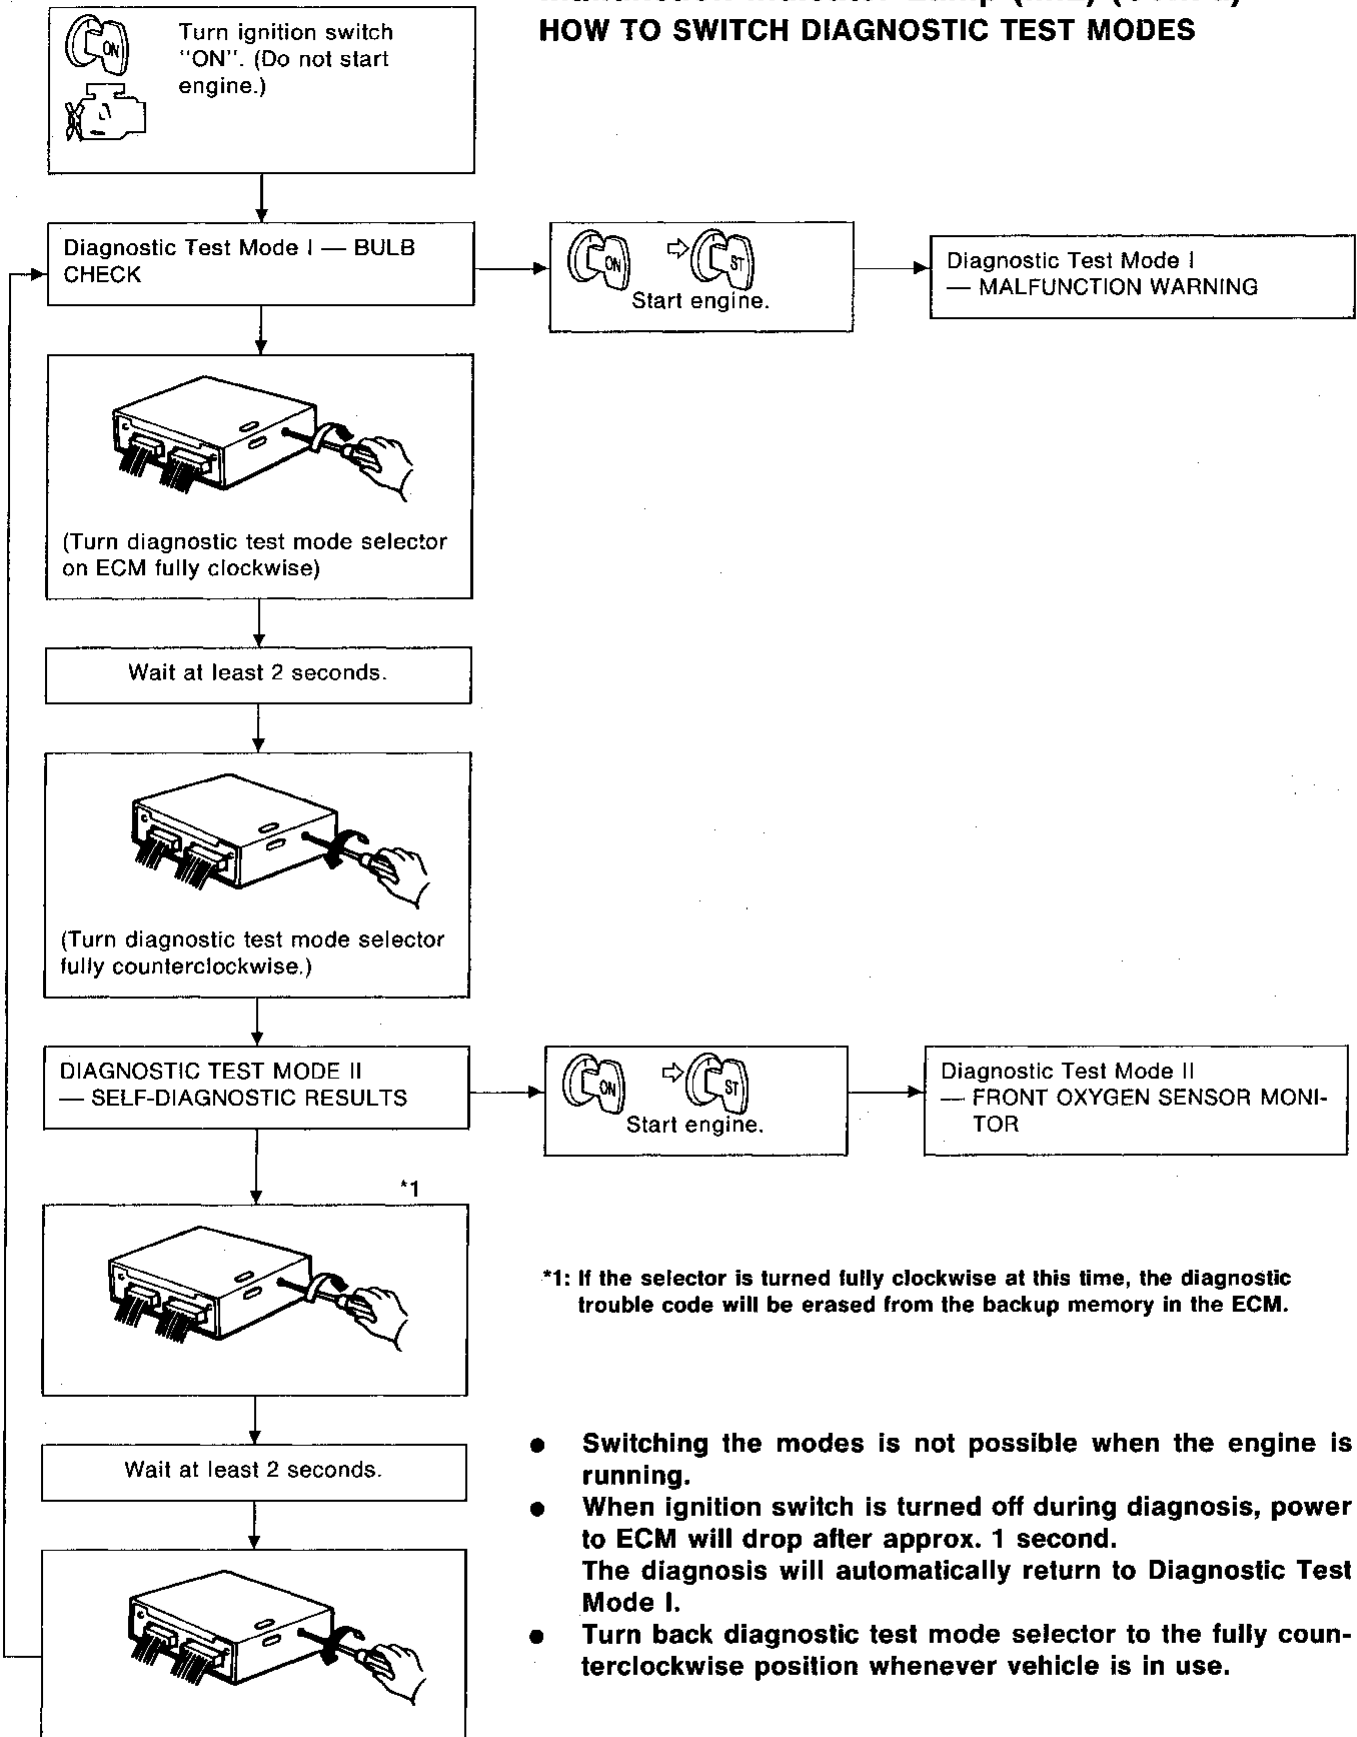 HOW TO SWITCH DIAGNOSTIC TEST MODES
ON
Turn ignition switch
"ON". (Do not start
engine.)
Diagnostic Test Mode I — BULB
CHECK
ON
ST
Start engine.
Diagnostic Test Mode I
— MALFUNCTION WARNING
(Turn diagnostic test mode selector
on ECM fully clockwise)
Wait at least 2 seconds.
(Turn diagnostic test mode selector
fully counterclockwise.)
DIAGNOSTIC TEST MODE II
— SELF-DIAGNOSTIC RESULTS
ON
ST
Start engine.
Diagnostic Test Mode II
— FRONT OXYGEN SENSOR MONI-
TOR
*1
*1: If the selector is turned fully clockwise at this time, the diagnostic
trouble code will be erased from the backup memory in the ECM.
Wait at least 2 seconds.
● Switching the modes is not possible when the engine is
running.
● When ignition switch is turned off during diagnosis, power
to ECM will drop after approx. 1 second.
The diagnosis will automatically return to Diagnostic Test
Mode I.
● Turn back diagnostic test mode selector to the fully coun-
terclockwise position whenever vehicle is in use.